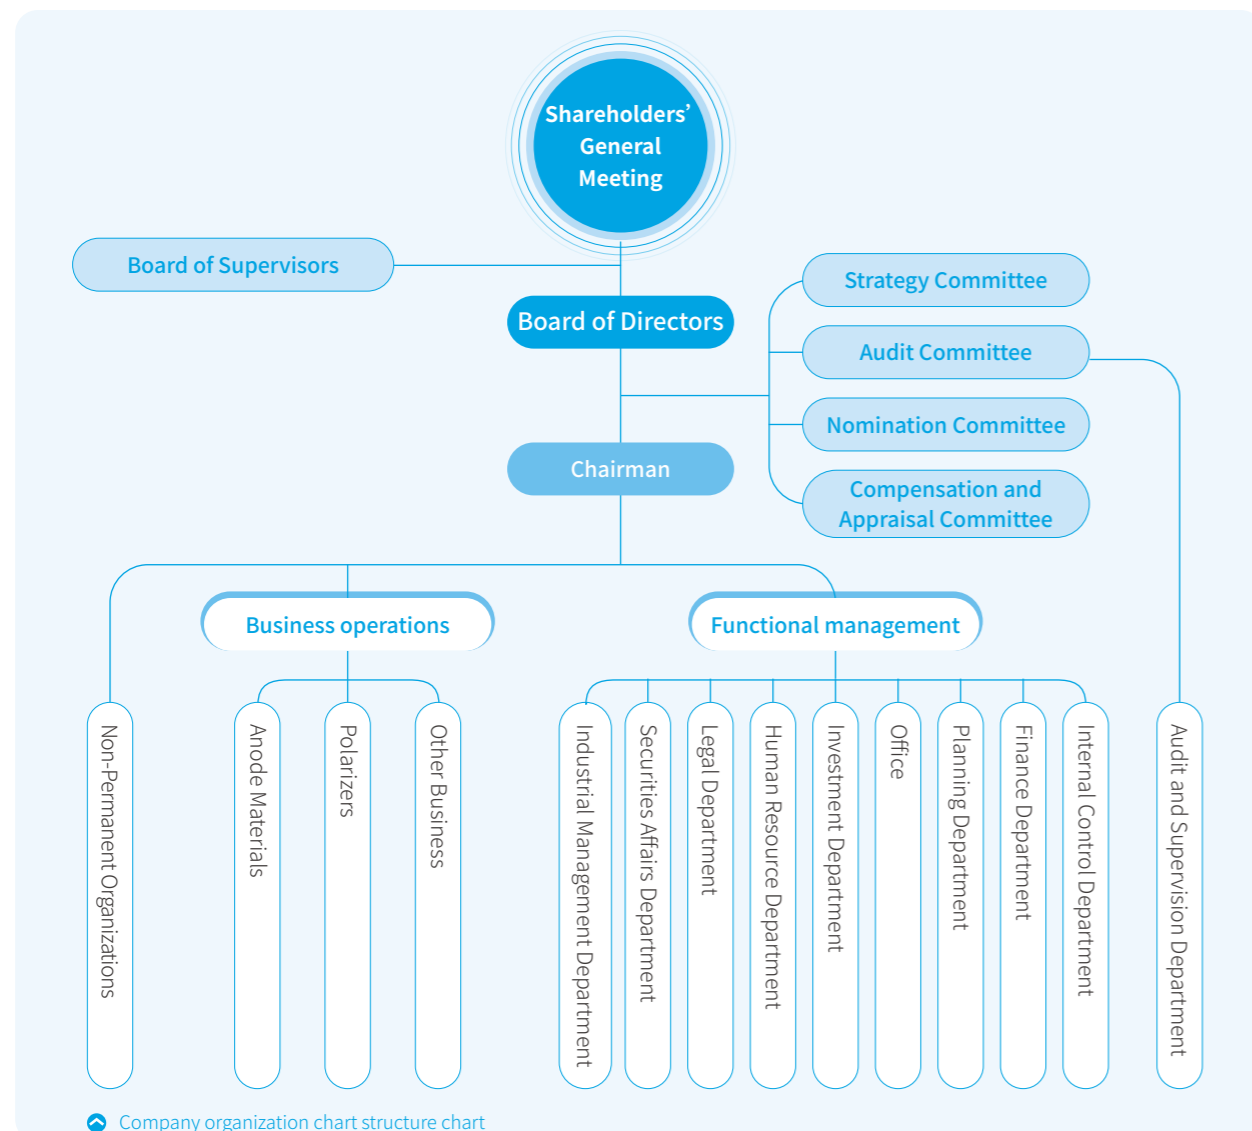 Shareholders’
General
Meeting
Board of Supervisors
Board of Directors
Strategy Committee
Audit Committee
Nomination Committee
Chairman
Compensation and
Appraisal Committee
Business operations
Functional management
Non-Permanent Organizations
Anode Materials
Polarizers
Other Business
Industrial Management Department
Securities Affairs Department
Legal Department
Human Resource Department
Investment Department
Office
Planning Department
Finance Department
Internal Control Department
Audit and Supervision Department
Company organization chart structure chart